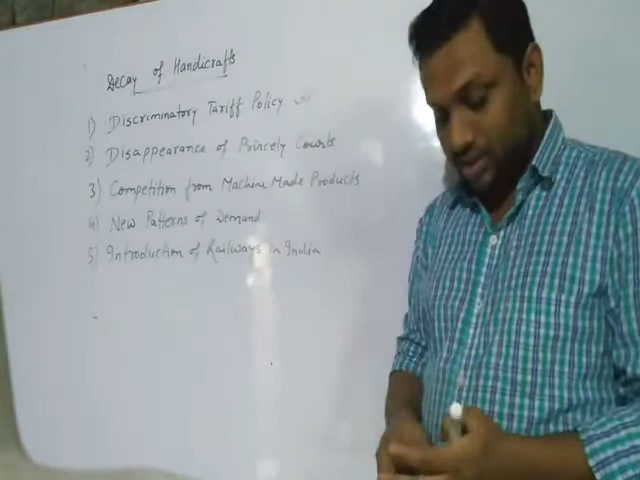 Decay of Handicrafts
1) Discriminatory Tariff Policy
2) Disappearance of Princely Courts
3) Competition from Machine Made Products
4) New Patterns of Demand
5) Introduction of Railways in India